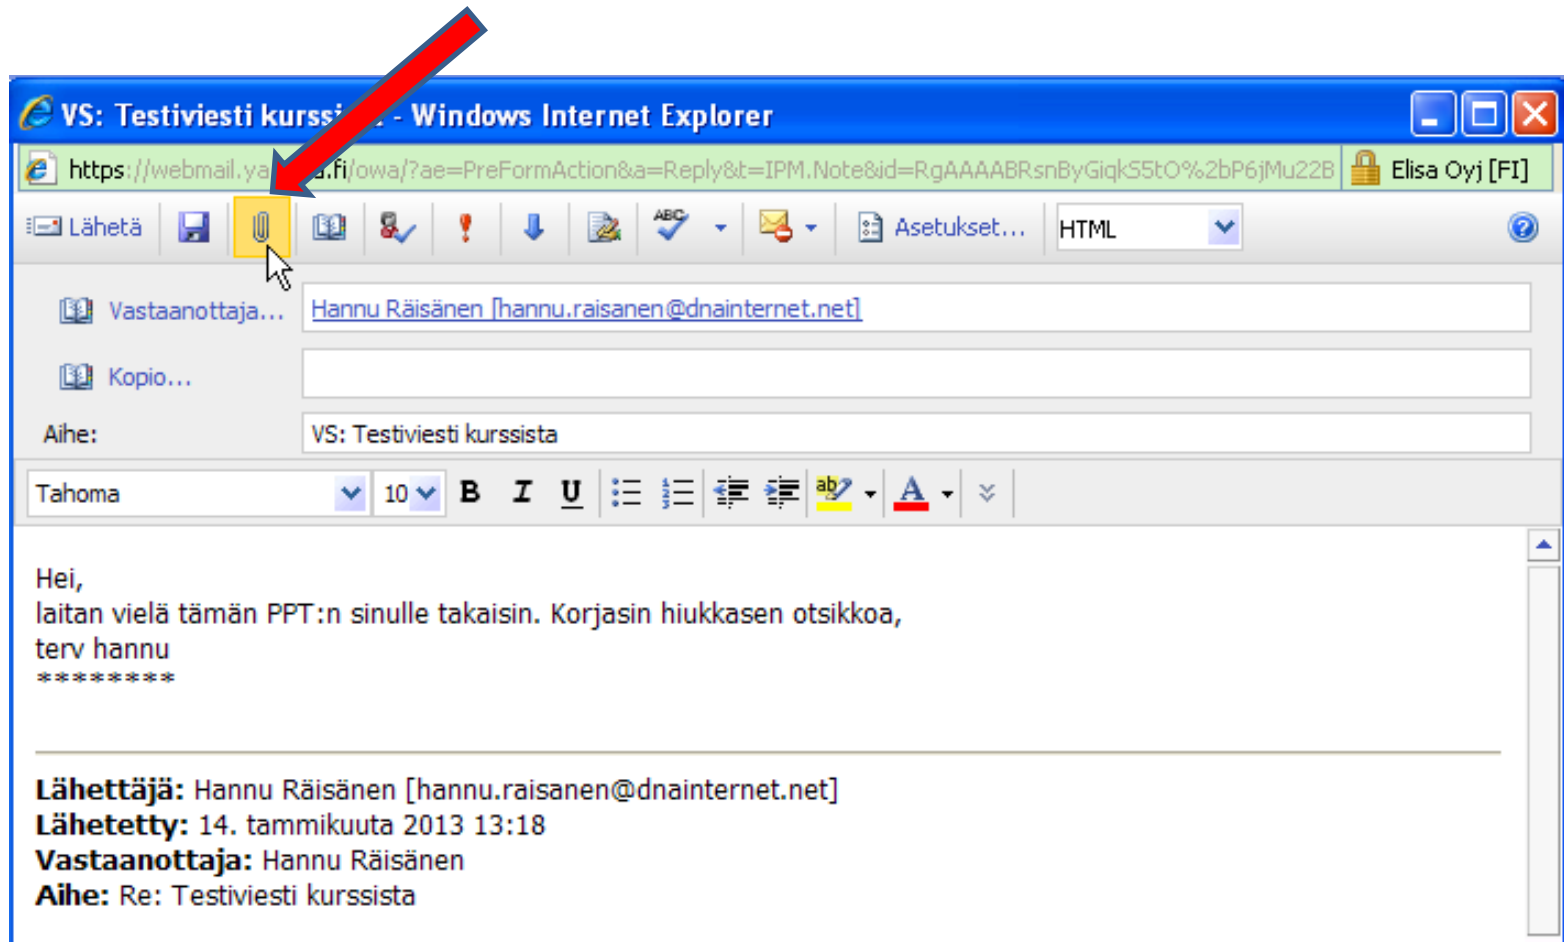 VS: Testiviesti - Windows Internet Explorer
https://webmail. .fi/owa/?ae=PreFormAction&a=Reply&t=IPM.Note&id=RgAAAABRsnByGiqkS5tO%2bP6jMu22B Elisa Oyj [FI]
Lähetä ABC Asetukset... HTML
Vastaanottaja... Hannu Räisänen [hannu.raisanen@dnainternet.net]
Kopio...
Aihe: VS: Testiviesti kurssista
Tahoma 10 B I U ab A
Hei,
laitan vielä tämän PPT:n sinulle takaisin. Korjasin hiukkasen otsikkoa,
terv hannu
********
Lähettäjä: Hannu Räisänen [hannu.raisanen@dnainternet.net]
Lähetetty: 14. tammikuuta 2013 13:18
Vastaanottaja: Hannu Räisänen
Aihe: Re: Testiviesti kurssista